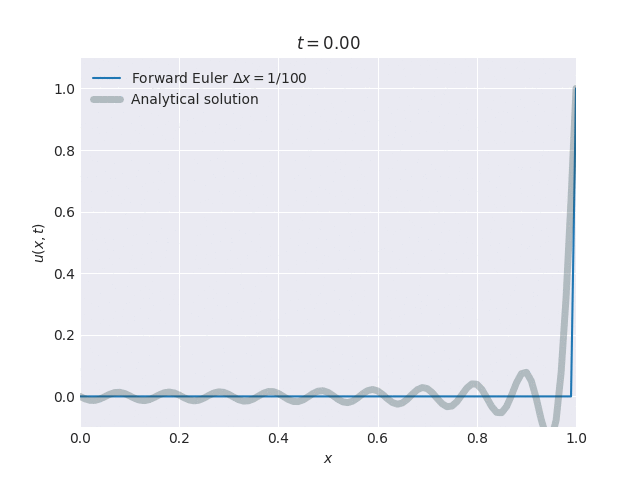 t = 0.00
Forward Euler Δx = 1/100
Analytical solution
u(x, t)
1.0
0.8
0.6
0.4
0.2
0.0
0.0 0.2 0.4 0.6 0.8 1.0
x